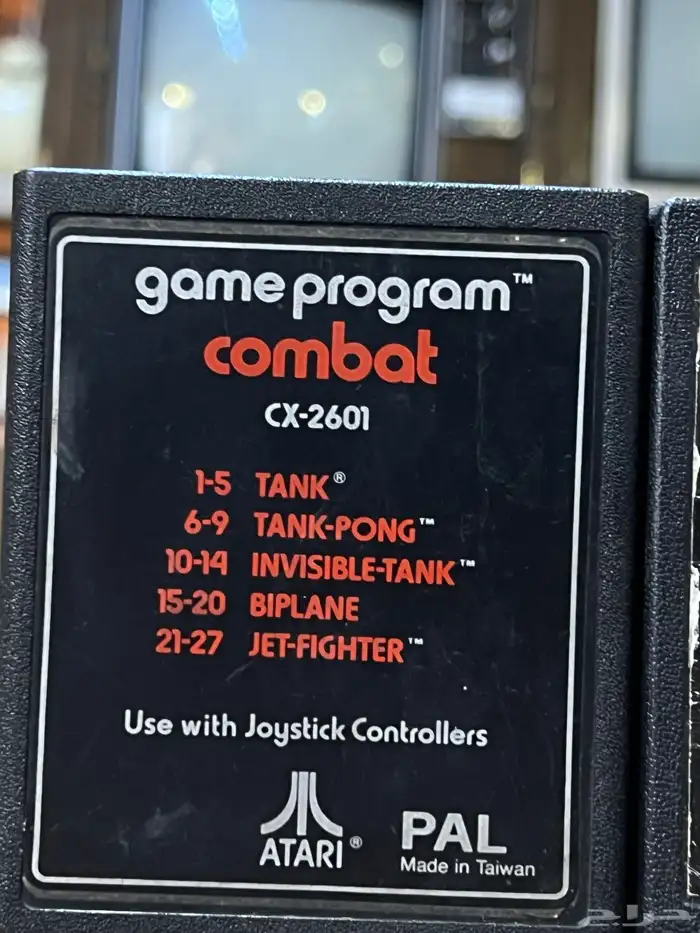 game program™
combat
CX-2601
1-5 TANK®
6-9 TANK-PONG™
10-14 INVISIBLE-TANK™
15-20 BIPLANE
21-27 JET-FIGHTER™
Use with Joystick Controllers
ATARI®
PAL
Made in Taiwan
حراج